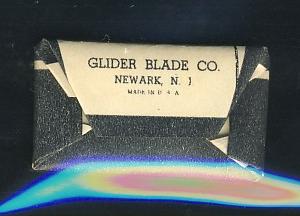 GLIDER BLADE CO.
NEWARK, N. J
MADE IN U. S. A